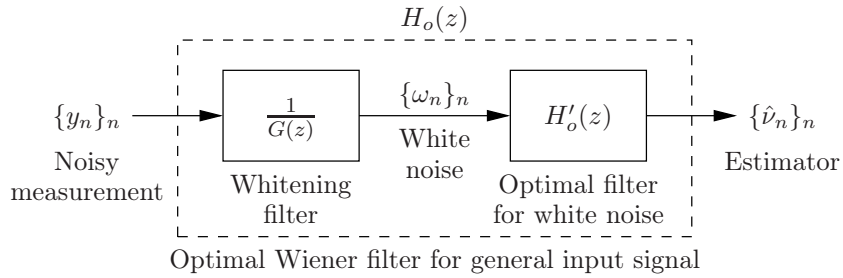 H_o(z)
{y_n}_n
1
G(z)
{ω_n}_n
H'_o(z)
{ν̂_n}_n
Noisy
measurement
Whitening
filter
White
noise
Optimal filter
for white noise
Estimator
Optimal Wiener filter for general input signal